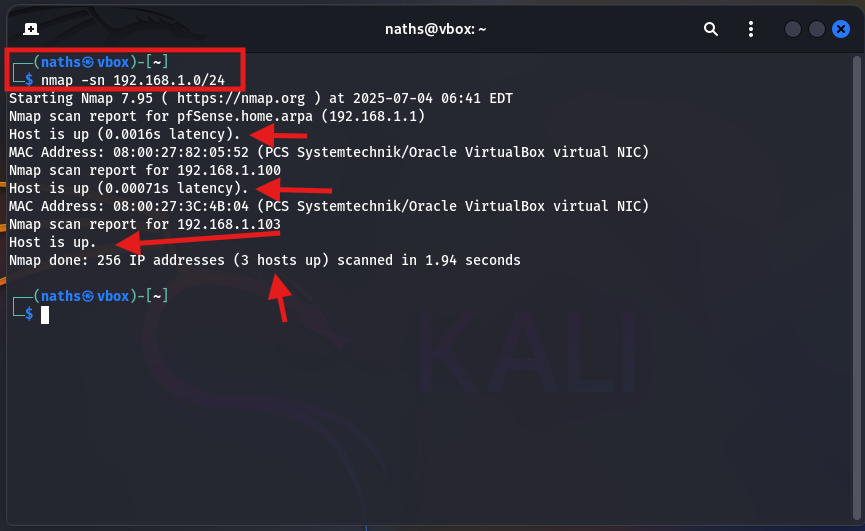 naths@vbox: ~
┌──(naths㉿vbox)-[~]
└─$ nmap -sn 192.168.1.0/24
Starting Nmap 7.95 ( https://nmap.org ) at 2025-07-04 06:41 EDT
Nmap scan report for pfSense.home.arpa (192.168.1.1)
Host is up (0.0016s latency).
MAC Address: 08:00:27:82:05:52 (PCS Systemtechnik/Oracle VirtualBox virtual NIC)
Nmap scan report for 192.168.1.100
Host is up (0.00071s latency).
MAC Address: 08:00:27:3C:4B:04 (PCS Systemtechnik/Oracle VirtualBox virtual NIC)
Nmap scan report for 192.168.1.103
Host is up.
Nmap done: 256 IP addresses (3 hosts up) scanned in 1.94 seconds
┌──(naths㉿vbox)-[~]
└─$
KALI